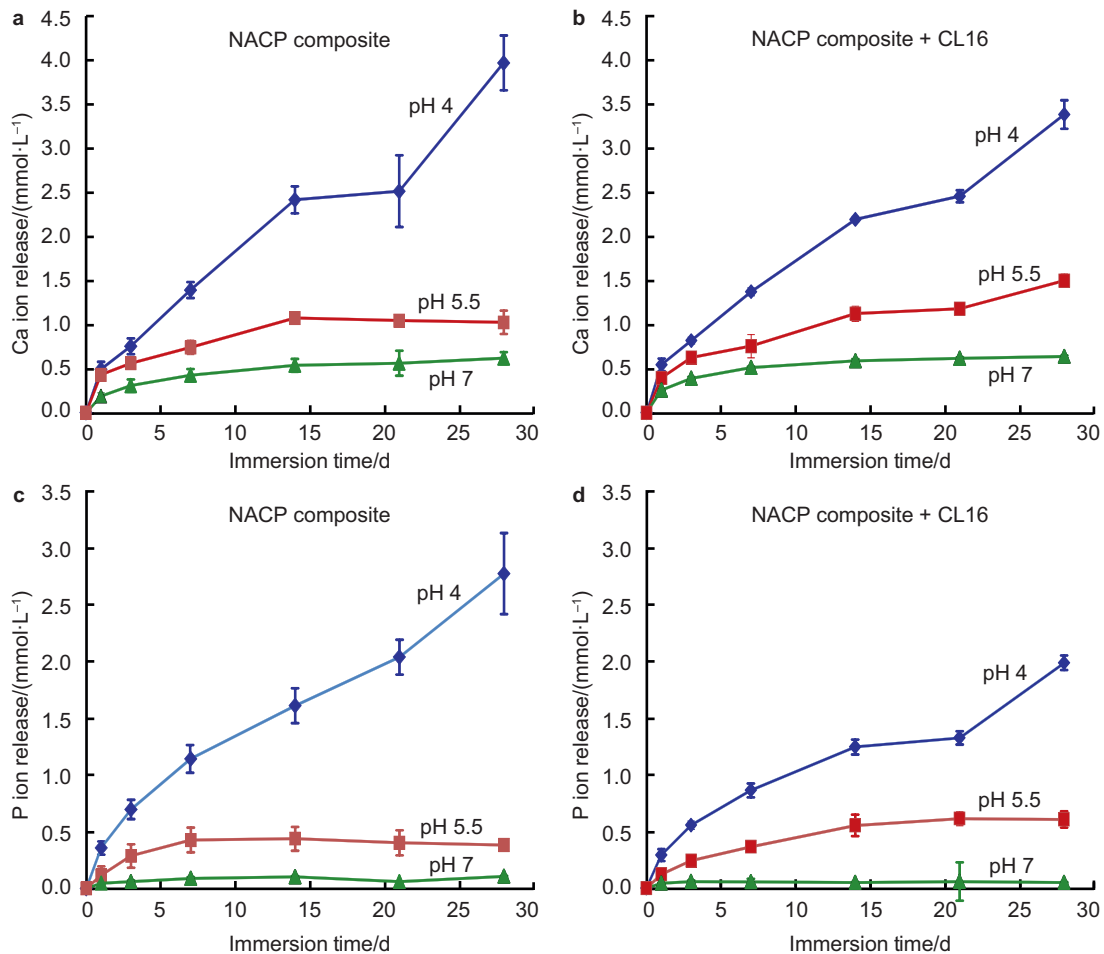 a
NACP composite
Ca ion release/(mmol·L⁻¹)
4.5
4.0
3.5
3.0
2.5
2.0
1.5
1.0
0.5
0.0
pH 4
pH 5.5
pH 7
0 5 10 15 20 25 30
Immersion time/d
b
NACP composite + CL16
Ca ion release/(mmol·L⁻¹)
4.5
4.0
3.5
3.0
2.5
2.0
1.5
1.0
0.5
0.0
pH 4
pH 5.5
pH 7
0 5 10 15 20 25 30
Immersion time/d
c
NACP composite
P ion release/(mmol·L⁻¹)
3.5
3.0
2.5
2.0
1.5
1.0
0.5
0.0
pH 4
pH 5.5
pH 7
0 5 10 15 20 25 30
Immersion time/d
d
NACP composite + CL16
P ion release/(mmol·L⁻¹)
3.5
3.0
2.5
2.0
1.5
1.0
0.5
0.0
pH 4
pH 5.5
pH 7
0 5 10 15 20 25 30
Immersion time/d